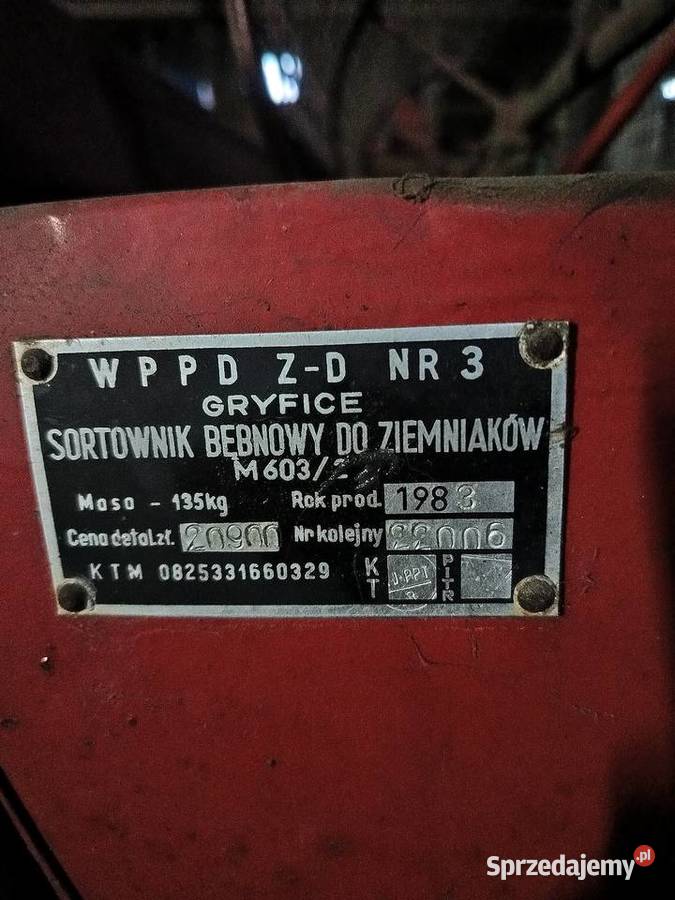 WPPD Z-D NR 3
GRYFICE
SORTOWNIK BĘBNOWY DO ZIEMNIAKÓW
M603/2
Masa - 135kg Rok prod. 1983
Cena detal.zł. 20900 Nr kolejny 22006
KTM 0825331660329 KT PITR
Sprzedajemy.pl